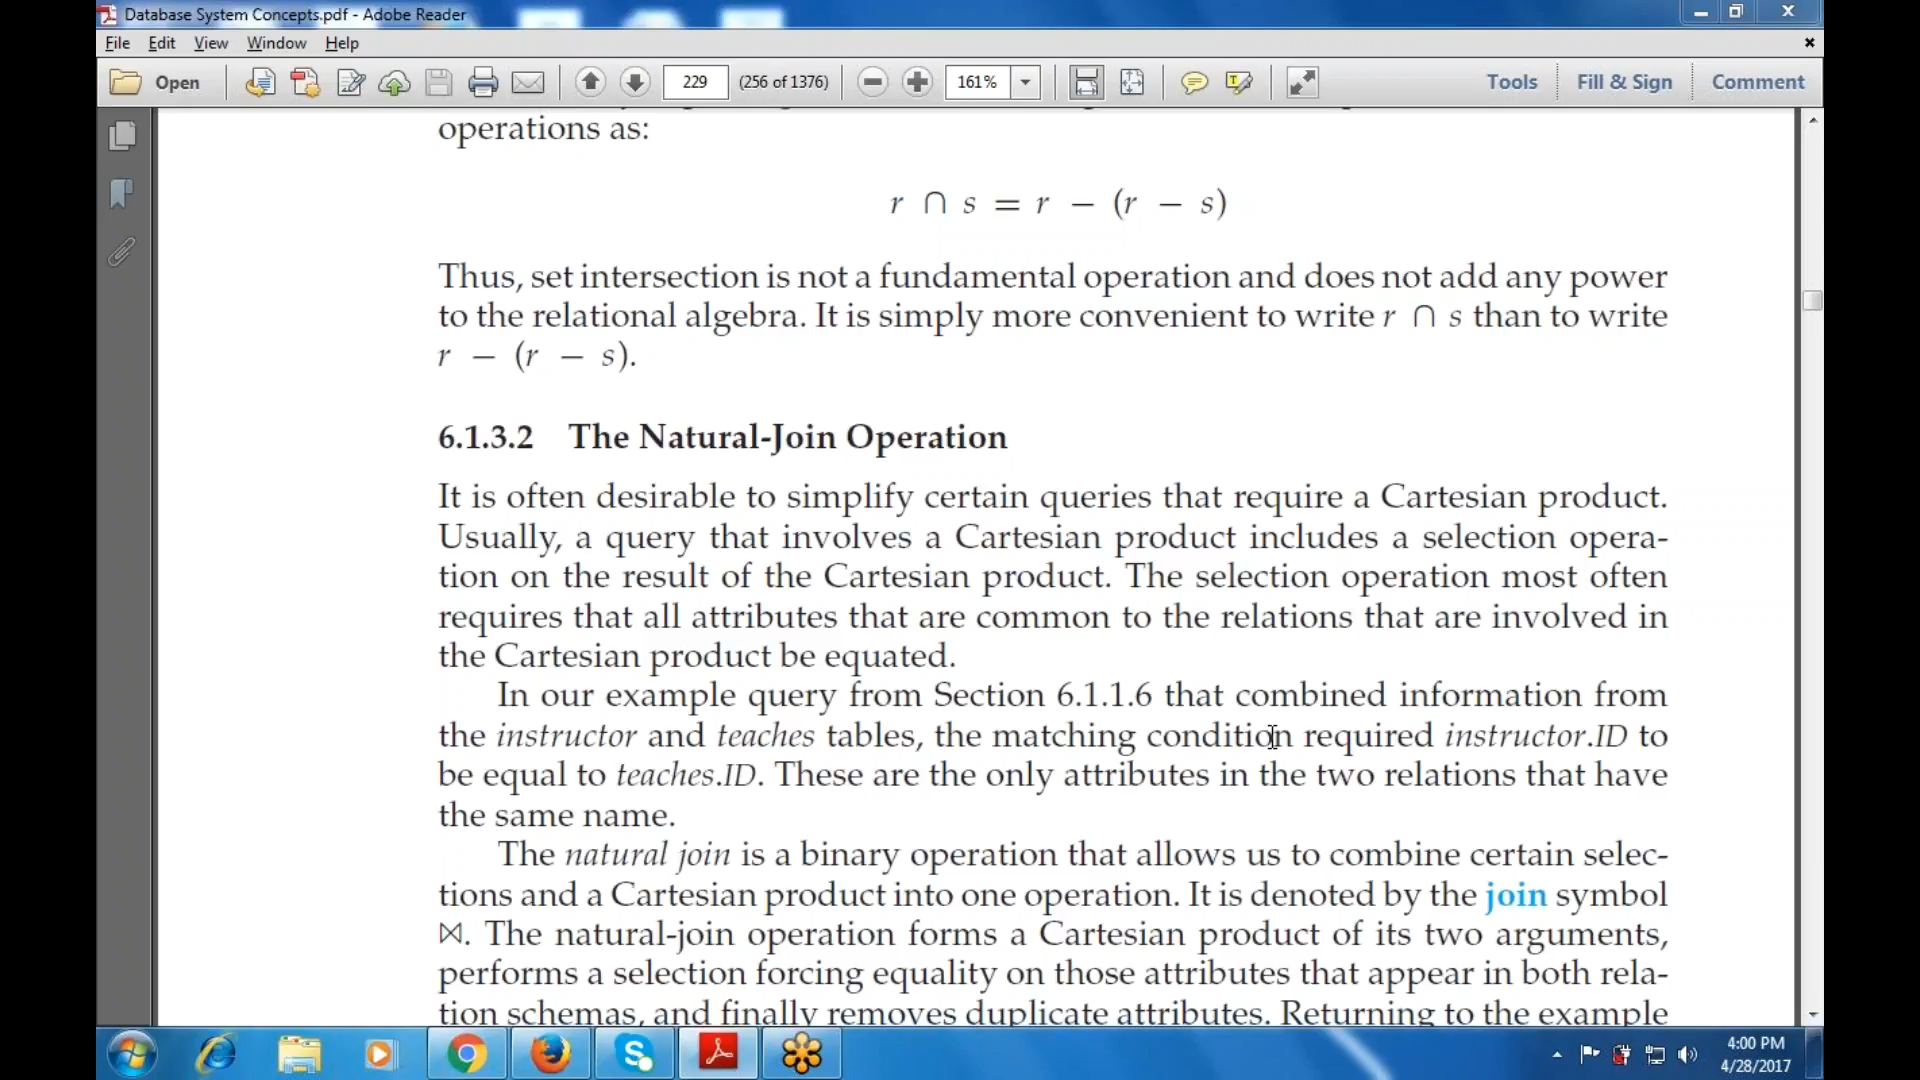 Database System Concepts.pdf - Adobe Reader
File Edit View Window Help
Open 229 (256 of 1376) 161% Tools Fill & Sign Comment
operations as:
r ∩ s = r − (r − s)
Thus, set intersection is not a fundamental operation and does not add any power
to the relational algebra. It is simply more convenient to write r ∩ s than to write
r − (r − s).
6.1.3.2 The Natural-Join Operation
It is often desirable to simplify certain queries that require a Cartesian product.
Usually, a query that involves a Cartesian product includes a selection opera-
tion on the result of the Cartesian product. The selection operation most often
requires that all attributes that are common to the relations that are involved in
the Cartesian product be equated.
In our example query from Section 6.1.1.6 that combined information from
the instructor and teaches tables, the matching condition required instructor.ID to
be equal to teaches.ID. These are the only attributes in the two relations that have
the same name.
The natural join is a binary operation that allows us to combine certain selec-
tions and a Cartesian product into one operation. It is denoted by the join symbol
⋈. The natural-join operation forms a Cartesian product of its two arguments,
performs a selection forcing equality on those attributes that appear in both rela-
tion schemas, and finally removes duplicate attributes. Returning to the example
4:00 PM
4/28/2017